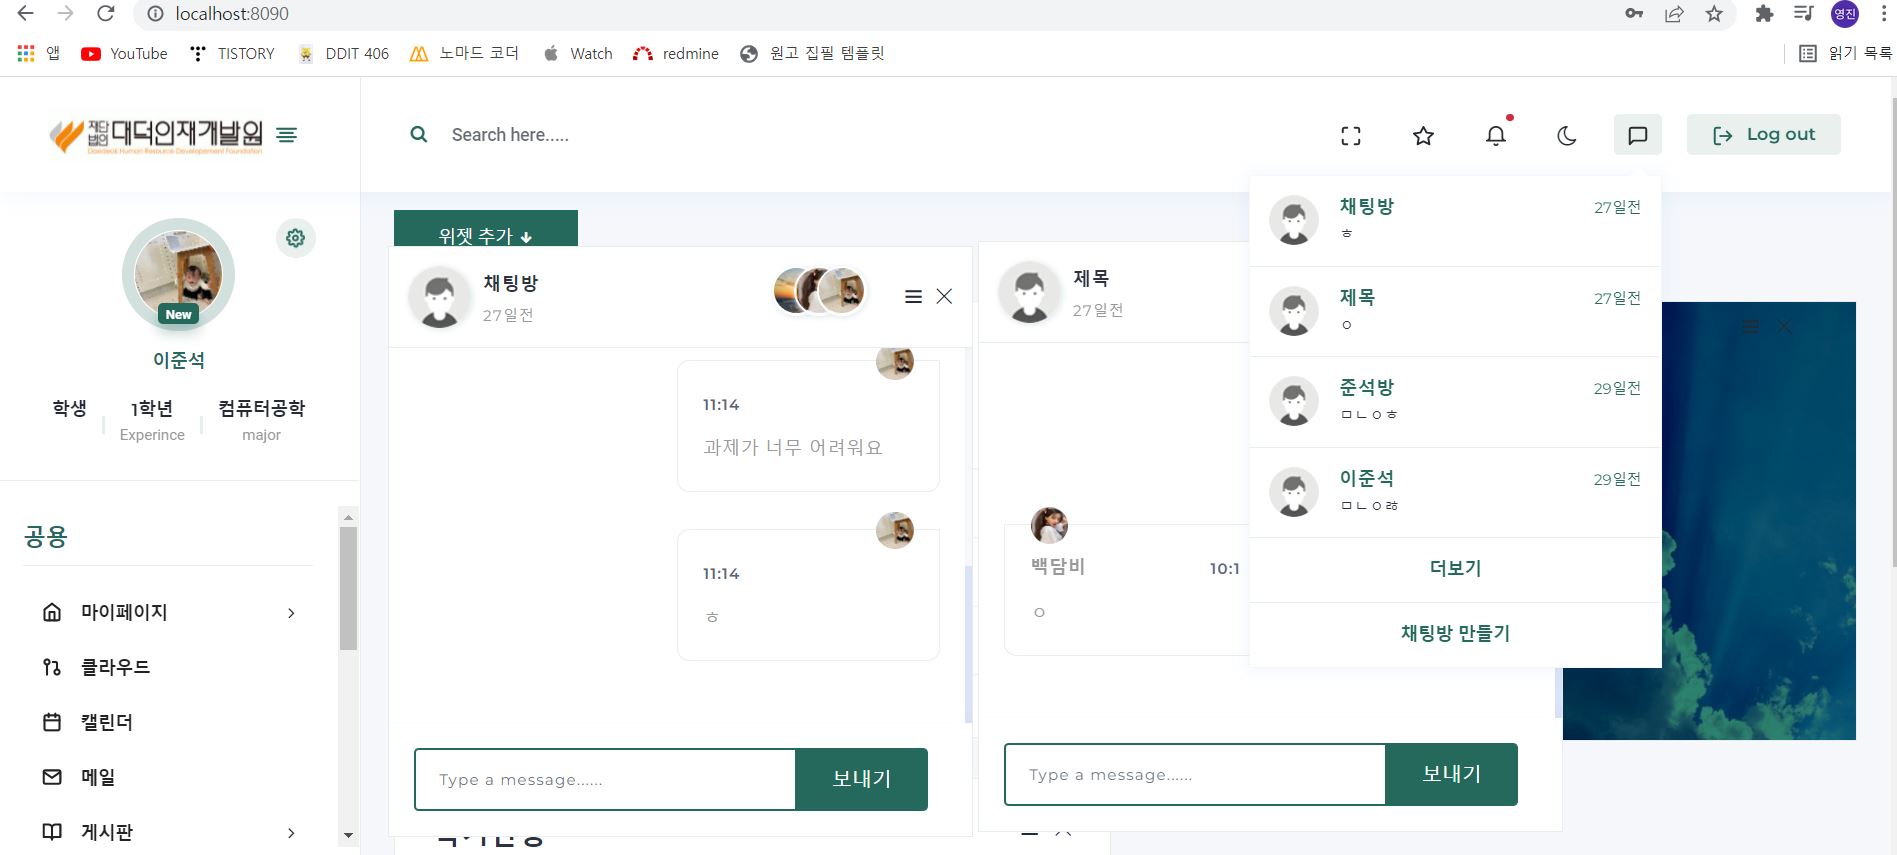 localhost:8090
영진
앱
YouTube
TISTORY
DDIT 406
노마드 코더
Watch
redmine
원고 집필 템플릿
읽기 목록
재단법인 대덕인재개발원
Daedeok Human Resource Developement Foundation
Search here.....
Log out
New
이준석
학생
1학년
Experince
컴퓨터공학
major
공용
마이페이지
클라우드
캘린더
메일
게시판
위젯 추가
채팅방
27일전
11:14
과제가 너무 어려워요
11:14
ㅎ
Type a message......
보내기
제목
27일전
백담비
10:1
ㅇ
Type a message......
보내기
채팅방
27일전
ㅎ
제목
27일전
ㅇ
준석방
29일전
ㅁㄴㅇㅎ
이준석
29일전
ㅁㄴㅇㄹㅎ
더보기
채팅방 만들기